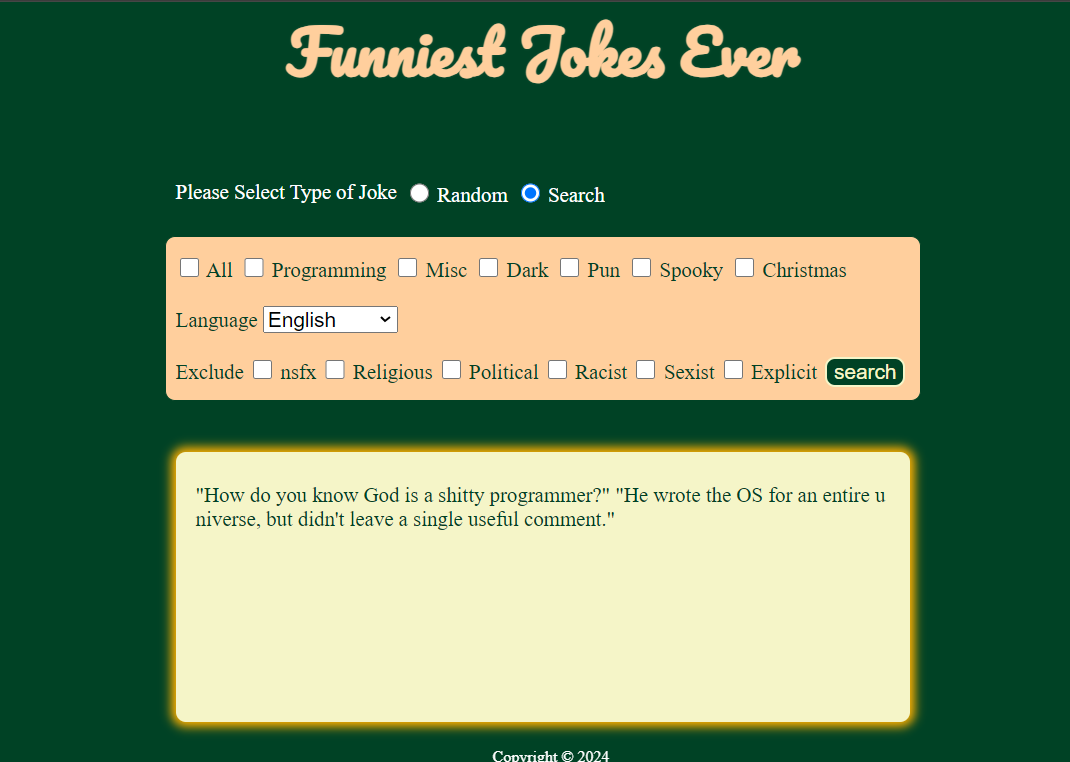 Funniest Jokes Ever
Please Select Type of Joke Random Search
All Programming Misc Dark Pun Spooky Christmas
Language English
Exclude nsfx Religious Political Racist Sexist Explicit search
"How do you know God is a shitty programmer?" "He wrote the OS for an entire u
niverse, but didn't leave a single useful comment."
Copyright © 2024